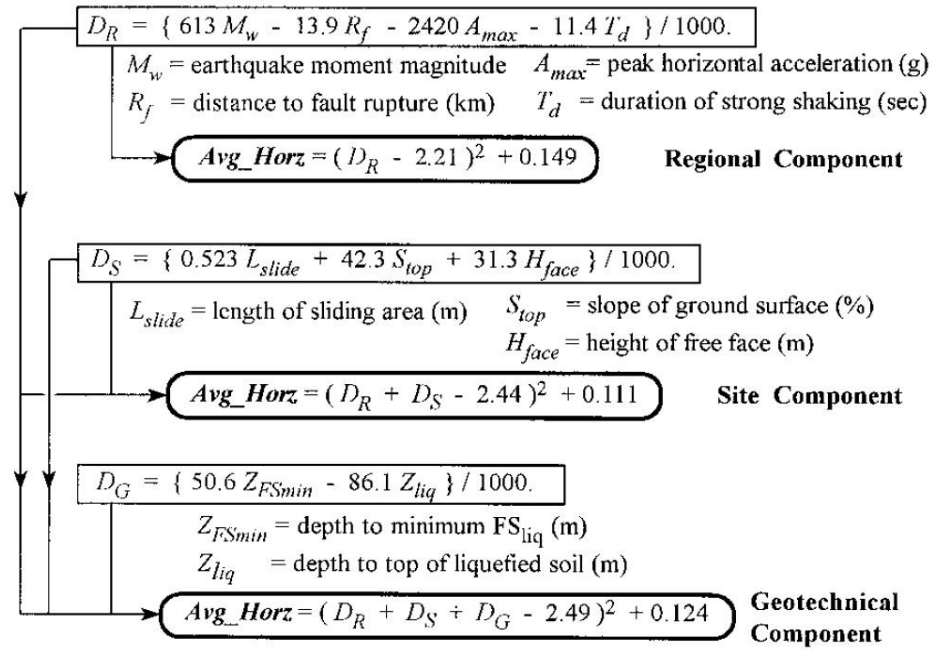 D_R = { 613 M_w - 13.9 R_f - 2420 A_max - 11.4 T_d } / 1000.
M_w = earthquake moment magnitude A_max = peak horizontal acceleration (g)
R_f = distance to fault rupture (km) T_d = duration of strong shaking (sec)
Avg_Horz = ( D_R - 2.21 )² + 0.149 Regional Component
D_S = { 0.523 L_slide + 42.3 S_top + 31.3 H_face } / 1000.
L_slide = length of sliding area (m) S_top = slope of ground surface (%)
H_face = height of free face (m)
Avg_Horz = ( D_R + D_S - 2.44 )² + 0.111 Site Component
D_G = { 50.6 Z_FSmin - 86.1 Z_liq } / 1000.
Z_FSmin = depth to minimum FS_liq (m)
Z_liq = depth to top of liquefied soil (m)
Avg_Horz = ( D_R + D_S + D_G - 2.49 )² + 0.124 Geotechnical
Component